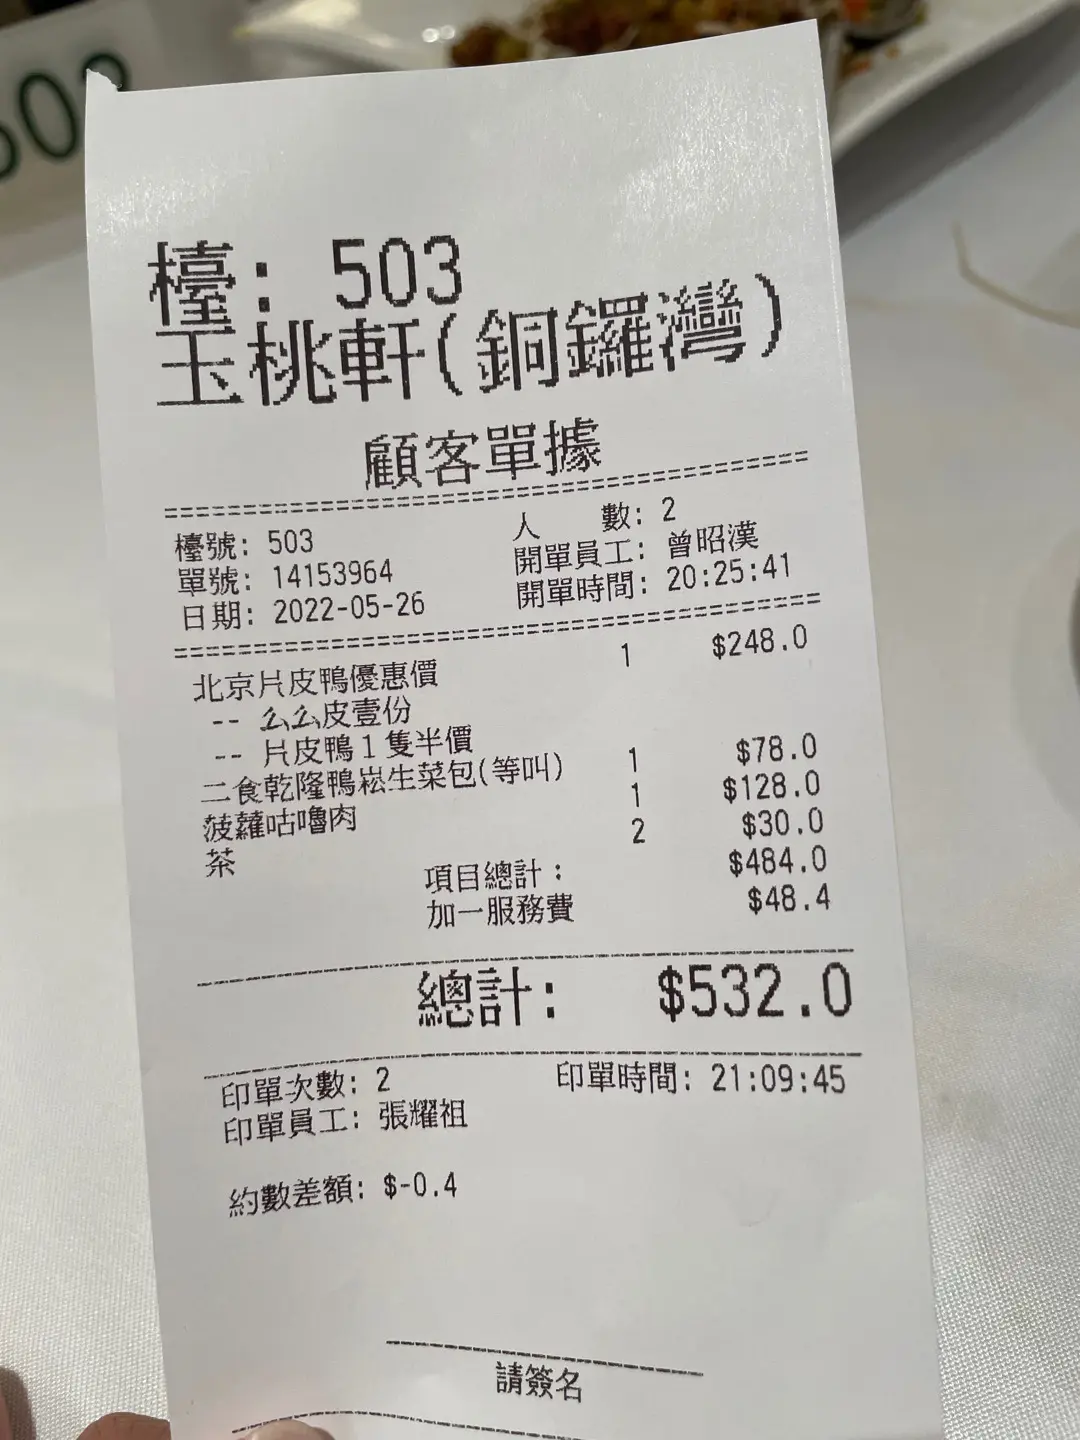 503
檯: 503
玉桃軒(銅鑼灣)
顧客單據
檯號: 503 人 數: 2
單號: 14153964 開單員工: 曾昭漢
日期: 2022-05-26 開單時間: 20:25:41
北京片皮鴨優惠價 1 $248.0
-- 么么皮壹份
-- 片皮鴨1隻半價
二食乾隆鴨崧生菜包(等叫) 1 $78.0
菠蘿咕嚕肉 1 $128.0
茶 2 $30.0
項目總計: $484.0
加一服務費 $48.4
總計: $532.0
印單次數: 2 印單時間: 21:09:45
印單員工: 張耀祖
約數差額: $-0.4
請簽名